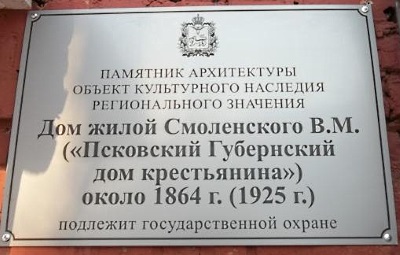 ПАМЯТНИК АРХИТЕКТУРЫ
ОБЪЕКТ КУЛЬТУРНОГО НАСЛЕДИЯ
РЕГИОНАЛЬНОГО ЗНАЧЕНИЯ
Дом жилой Смоленского В.М.
(«Псковский Губернский
дом крестьянина»)
около 1864 г. (1925 г.)
подлежит государственной охране